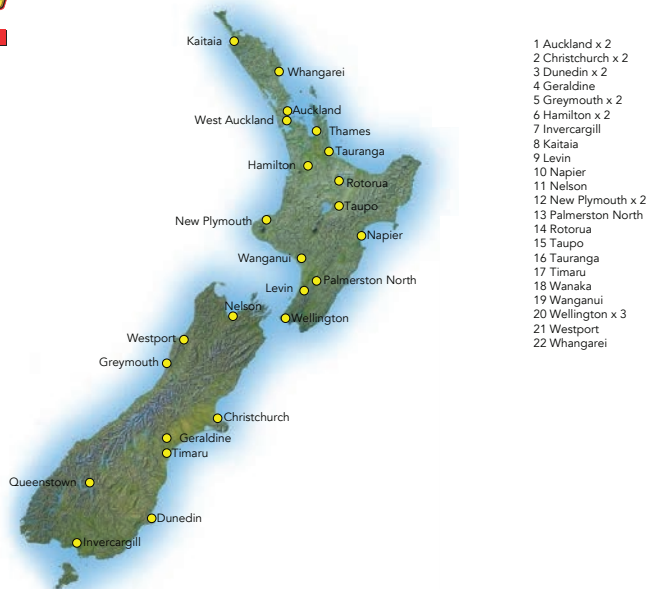 Kaitaia
Whangarei
Auckland
West Auckland
Thames
Tauranga
Hamilton
Rotorua
Taupo
New Plymouth
Napier
Wanganui
Palmerston North
Levin
Nelson
Wellington
Westport
Greymouth
Christchurch
Geraldine
Timaru
Queenstown
Dunedin
Invercargill
1 Auckland x 2
2 Christchurch x 2
3 Dunedin x 2
4 Geraldine
5 Greymouth x 2
6 Hamilton x 2
7 Invercargill
8 Kaitaia
9 Levin
10 Napier
11 Nelson
12 New Plymouth x 2
13 Palmerston North
14 Rotorua
15 Taupo
16 Tauranga
17 Timaru
18 Wanaka
19 Wanganui
20 Wellington x 3
21 Westport
22 Whangarei